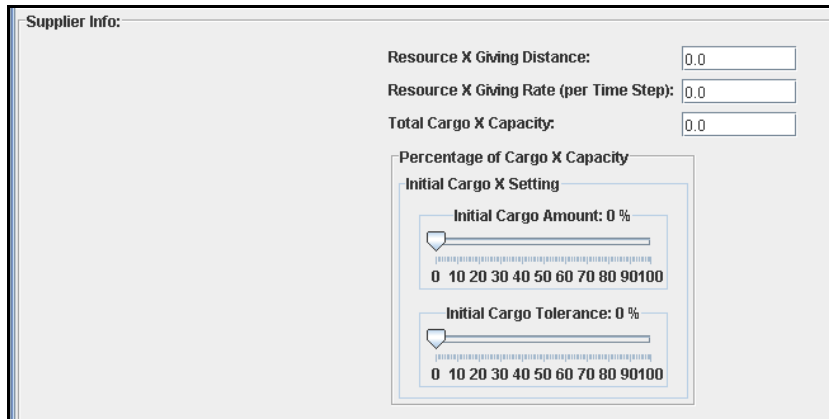 Supplier Info:
Resource X Giving Distance: 0.0
Resource X Giving Rate (per Time Step): 0.0
Total Cargo X Capacity: 0.0
Percentage of Cargo X Capacity
Initial Cargo X Setting
Initial Cargo Amount: 0 %
0 10 20 30 40 50 60 70 80 90100
Initial Cargo Tolerance: 0 %
0 10 20 30 40 50 60 70 80 90100